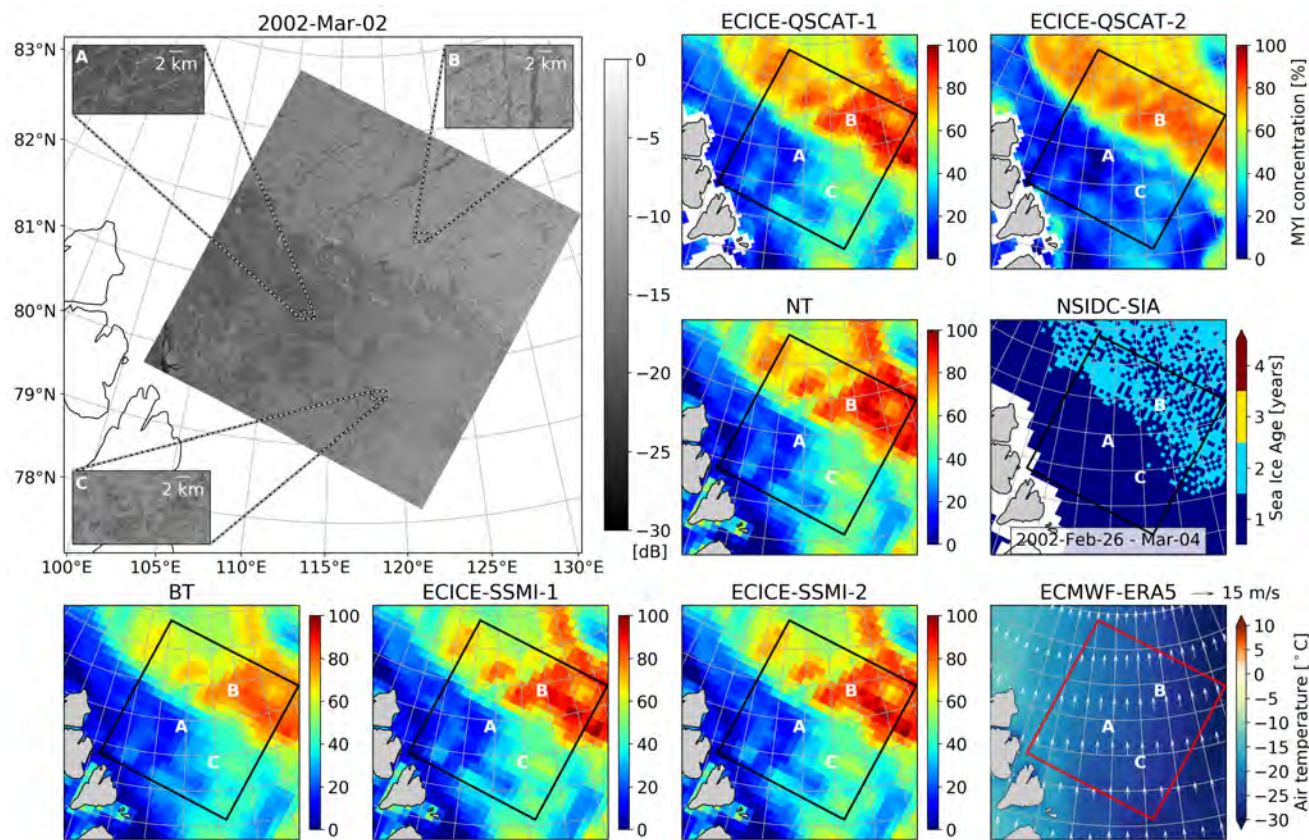 2002-Mar-02
83°N
82°N
81°N
80°N
79°N
78°N
100°E
105°E
110°E
115°E
120°E
125°E
130°E
A
2 km
B
2 km
C
2 km
0
−5
−10
−15
−20
−25
−30
[dB]
ECICE-QSCAT-1
A
B
C
100
80
60
40
20
0
ECICE-QSCAT-2
A
B
C
100
80
60
40
20
0
MYI concentration [%]
NT
A
B
C
100
80
60
40
20
0
NSIDC-SIA
A
B
C
2002-Feb-26 - Mar-04
4
3
2
1
Sea Ice Age [years]
BT
A
B
C
100
80
60
40
20
0
ECICE-SSMI-1
A
B
C
100
80
60
40
20
0
ECICE-SSMI-2
A
B
C
100
80
60
40
20
0
ECMWF-ERA5
15 m/s
A
B
C
10
5
0
−5
−10
−15
−20
−25
−30
Air temperature [°C]